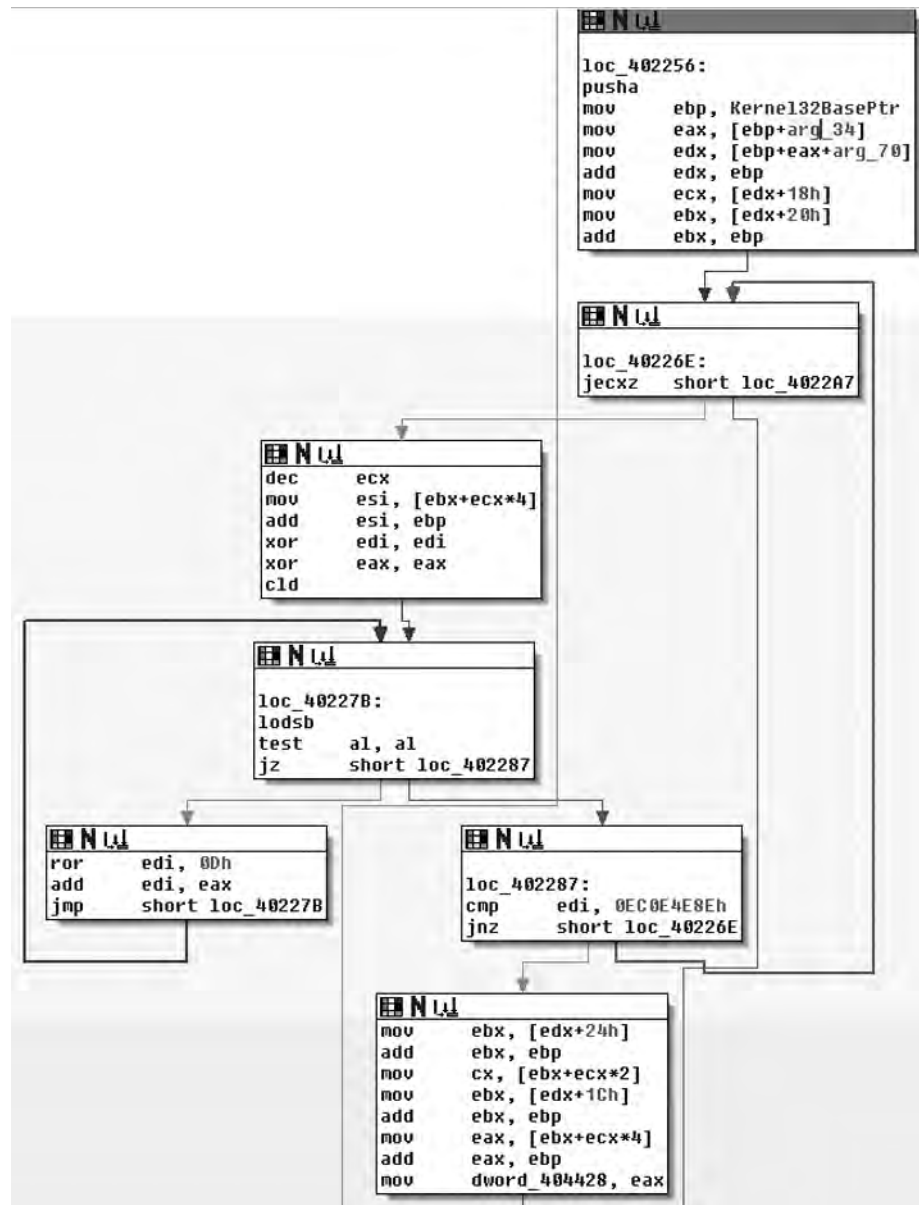 loc_402256:
pusha
mov ebp, Kernel32BasePtr
mov eax, [ebp+arg_34]
mov edx, [ebp+eax+arg_70]
add edx, ebp
mov ecx, [edx+18h]
mov ebx, [edx+20h]
add ebx, ebp
loc_40226E:
jecxz short loc_4022A7
dec ecx
mov esi, [ebx+ecx*4]
add esi, ebp
xor edi, edi
xor eax, eax
cld
loc_40227B:
lodsb
test al, al
jz short loc_402287
ror edi, 0Dh
add edi, eax
jmp short loc_40227B
loc_402287:
cmp edi, 0EC0E4E8Eh
jnz short loc_40226E
mov ebx, [edx+24h]
add ebx, ebp
mov cx, [ebx+ecx*2]
mov ebx, [edx+1Ch]
add ebx, ebp
mov eax, [ebx+ecx*4]
add eax, ebp
mov dword_404428, eax